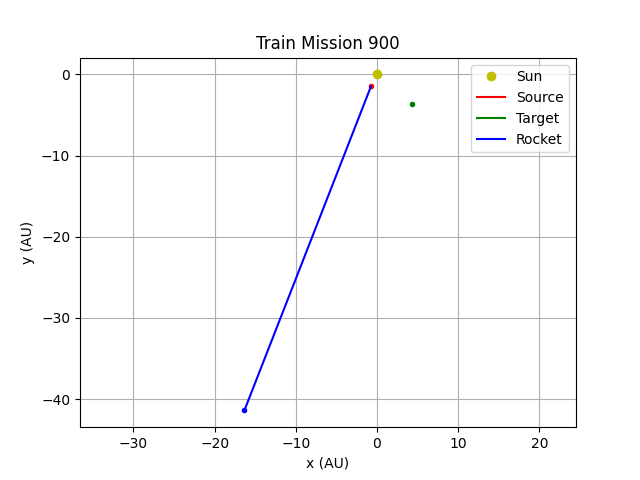 Train Mission 900
Sun
Source
Target
Rocket
0
−10
−20
−30
−40
y (AU)
−30
−20
−10
0
10
20
x (AU)